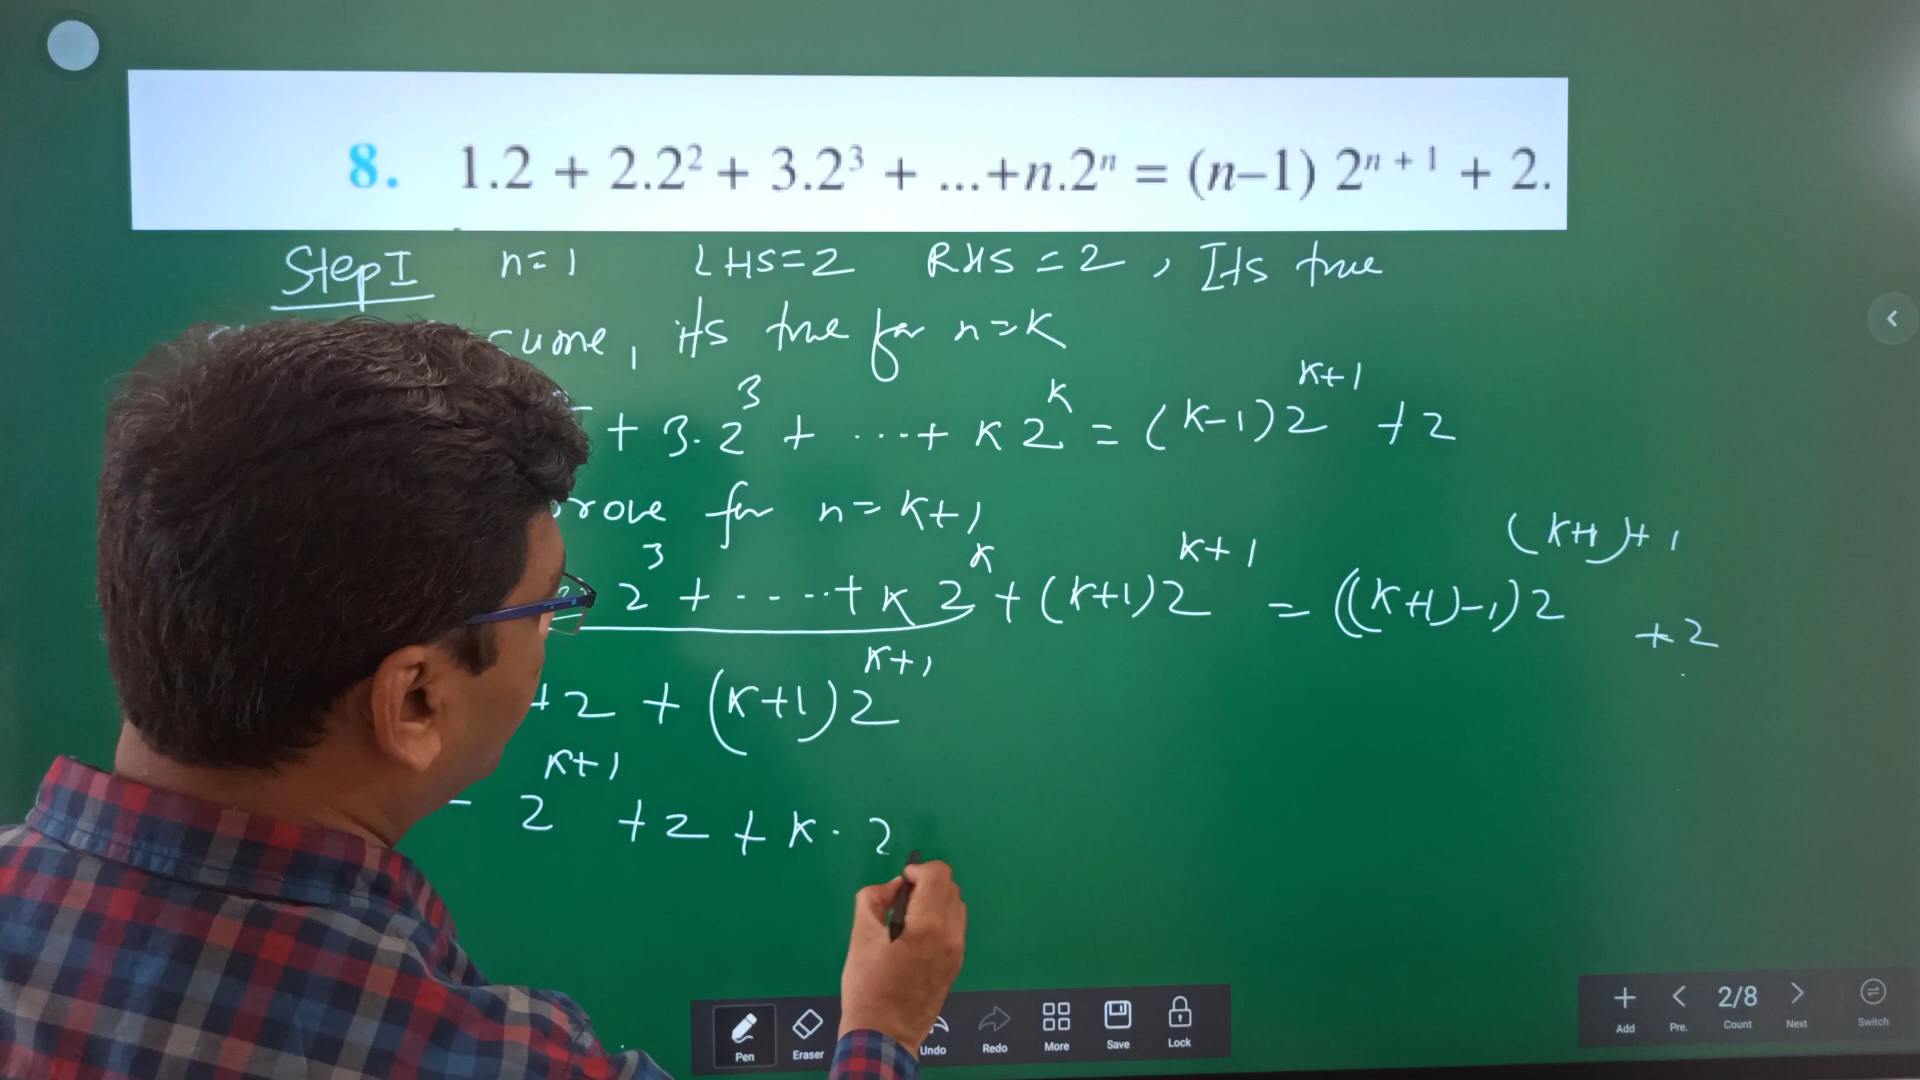 8. 1.2 + 2.2² + 3.2³ + ...+n.2ⁿ = (n–1) 2ⁿ⁺¹ + 2.
Step I n=1 LHS=2 RHS=2, Its true
, its true for n=K
+ 3.2³ + ...+ K 2ᴷ = (K-1)2ᴷ⁺¹ +2
for n=K+1
2³ + ----+ K 2ᴷ + (K+1)2ᴷ⁺¹ = ((K+1)-1)2⁽ᴷ⁺¹⁾⁺¹ +2
+2 + (K+1)2ᴷ⁺¹
- 2ᴷ⁺¹ +2 + K.2
Pen Eraser Undo Redo More Save Lock
2/8
Add Pre. Count Next Switch